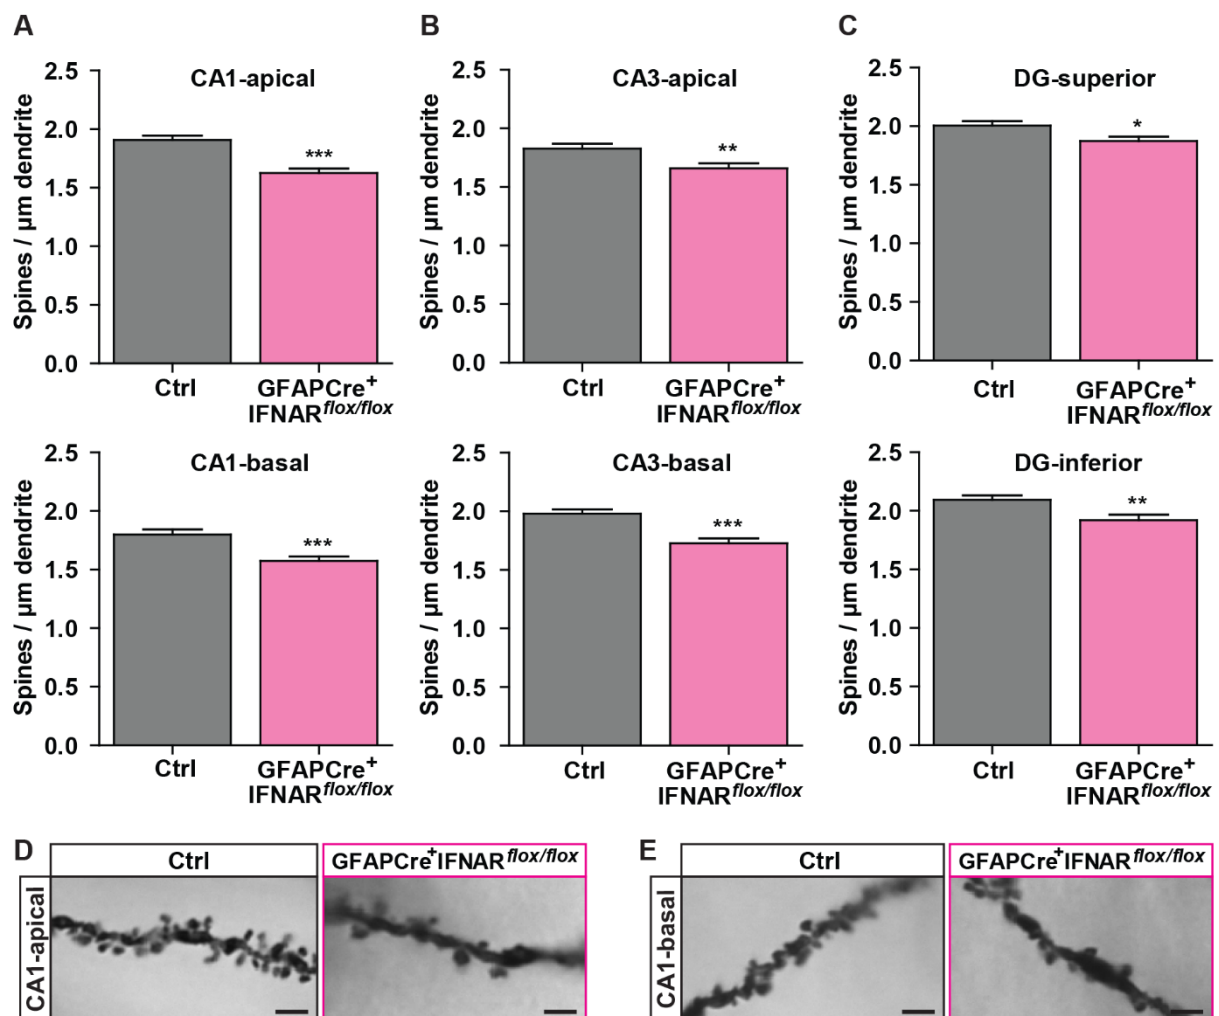 A
CA1-apical
2.5
2.0
1.5
1.0
0.5
0.0
Spines / µm dendrite
***
Ctrl
GFAPCre+
IFNARflox/flox
B
CA3-apical
2.5
2.0
1.5
1.0
0.5
0.0
Spines / µm dendrite
**
Ctrl
GFAPCre+
IFNARflox/flox
C
DG-superior
2.5
2.0
1.5
1.0
0.5
0.0
Spines / µm dendrite
*
Ctrl
GFAPCre+
IFNARflox/flox
CA1-basal
2.5
2.0
1.5
1.0
0.5
0.0
Spines / µm dendrite
***
Ctrl
GFAPCre+
IFNARflox/flox
CA3-basal
2.5
2.0
1.5
1.0
0.5
0.0
Spines / µm dendrite
***
Ctrl
GFAPCre+
IFNARflox/flox
DG-inferior
2.5
2.0
1.5
1.0
0.5
0.0
Spines / µm dendrite
**
Ctrl
GFAPCre+
IFNARflox/flox
D
Ctrl
GFAPCre+IFNARflox/flox
CA1-apical
E
Ctrl
GFAPCre+IFNARflox/flox
CA1-basal